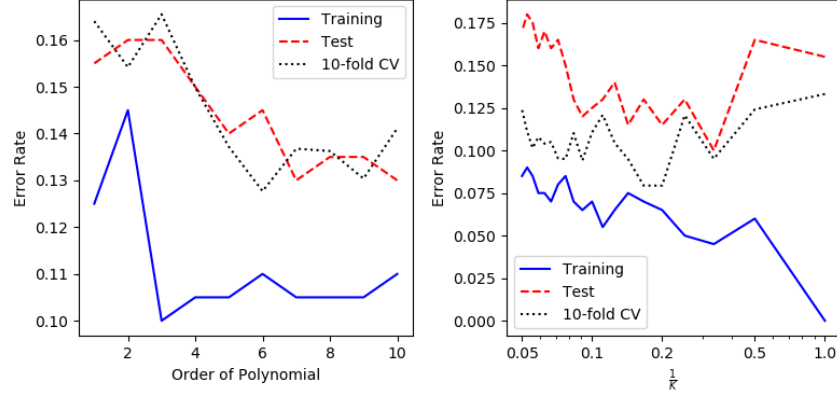 0.16
0.15
0.14
0.13
0.12
0.11
0.10
Error Rate
2 4 6 8 10
Order of Polynomial
Training
Test
10-fold CV
0.175
0.150
0.125
0.100
0.075
0.050
0.025
0.000
Error Rate
0.05 0.1 0.2 0.5 1.0
1/K
Training
Test
10-fold CV